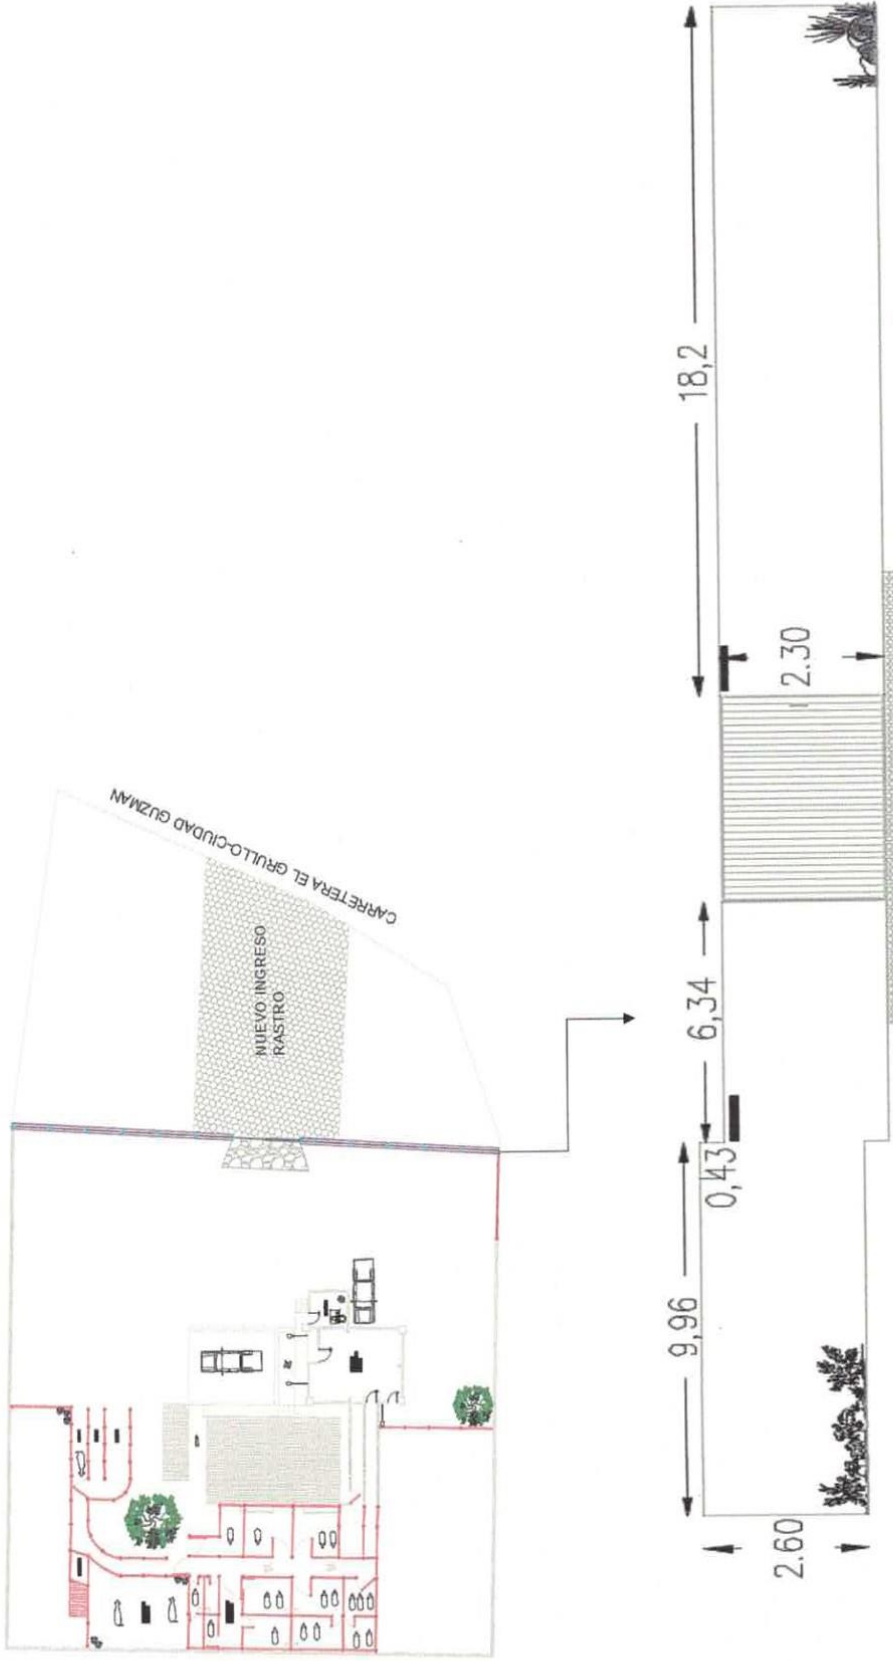 CARRETERA EL GRULLO-CIUDAD GUZMAN
NUEVO INGRESO
RASTRO
2.60
9,96
0,43
6,34
2.30
18,2